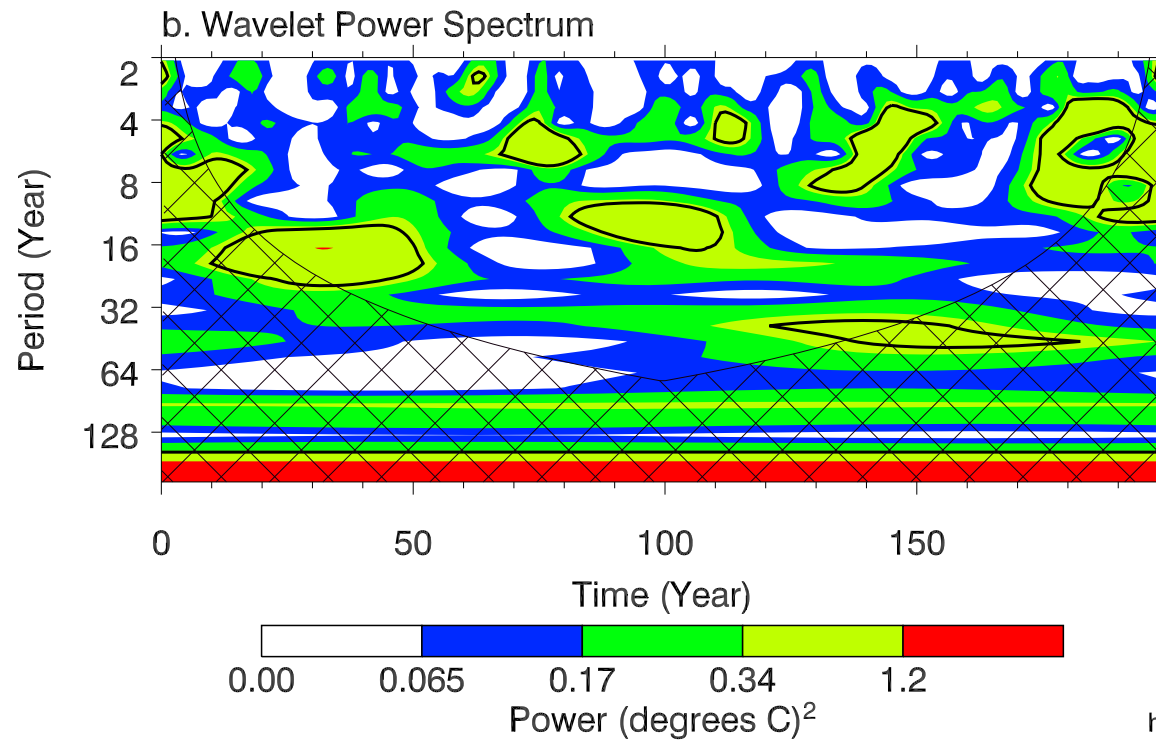 b. Wavelet Power Spectrum
2
4
8
16
32
64
128
Period (Year)
0 50 100 150
Time (Year)
0.00 0.065 0.17 0.34 1.2
Power (degrees C)²